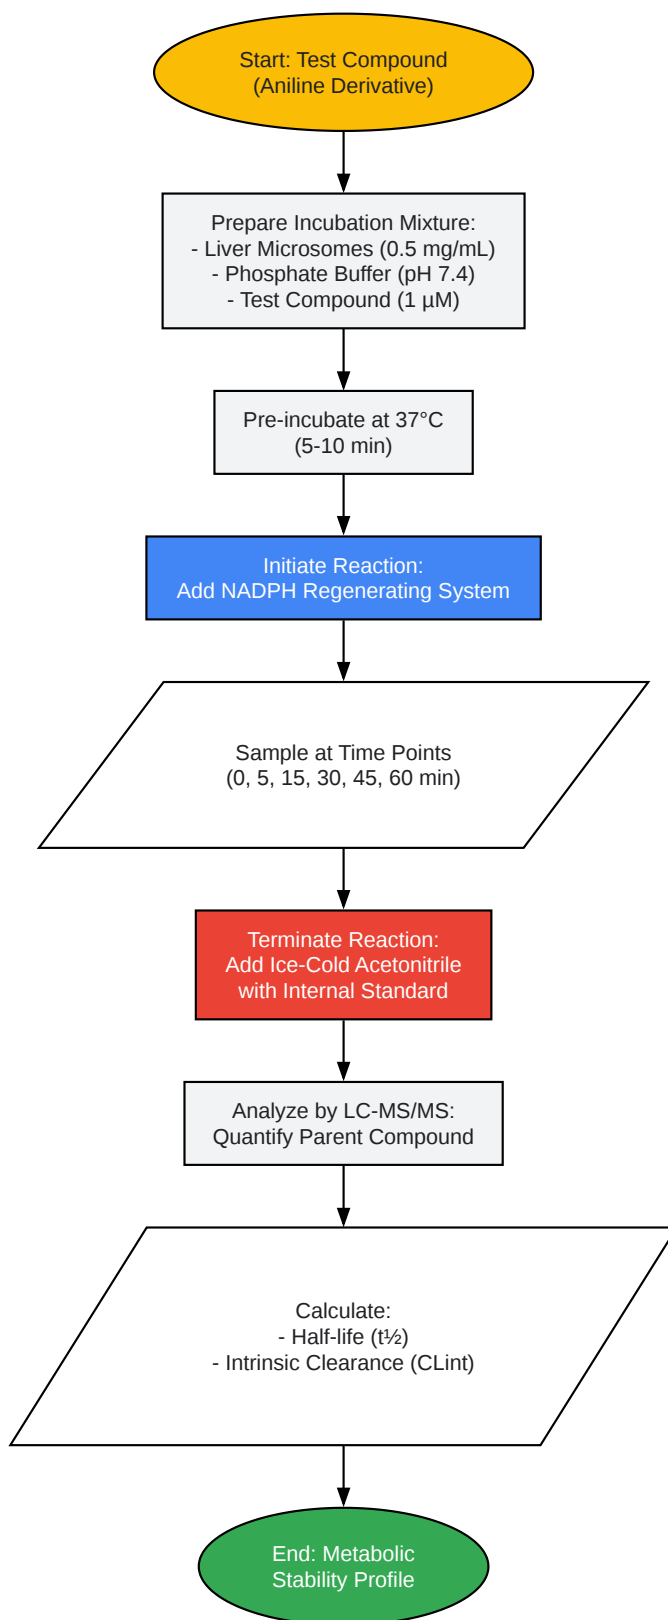 Start: Test Compound
(Aniline Derivative)
Prepare Incubation Mixture:
- Liver Microsomes (0.5 mg/mL)
- Phosphate Buffer (pH 7.4)
- Test Compound (1 µM)
Pre-incubate at 37°C
(5-10 min)
Initiate Reaction:
Add NADPH Regenerating System
Sample at Time Points
(0, 5, 15, 30, 45, 60 min)
Terminate Reaction:
Add Ice-Cold Acetonitrile
with Internal Standard
Analyze by LC-MS/MS:
Quantify Parent Compound
Calculate:
- Half-life (t½)
- Intrinsic Clearance (CLint)
End: Metabolic
Stability Profile